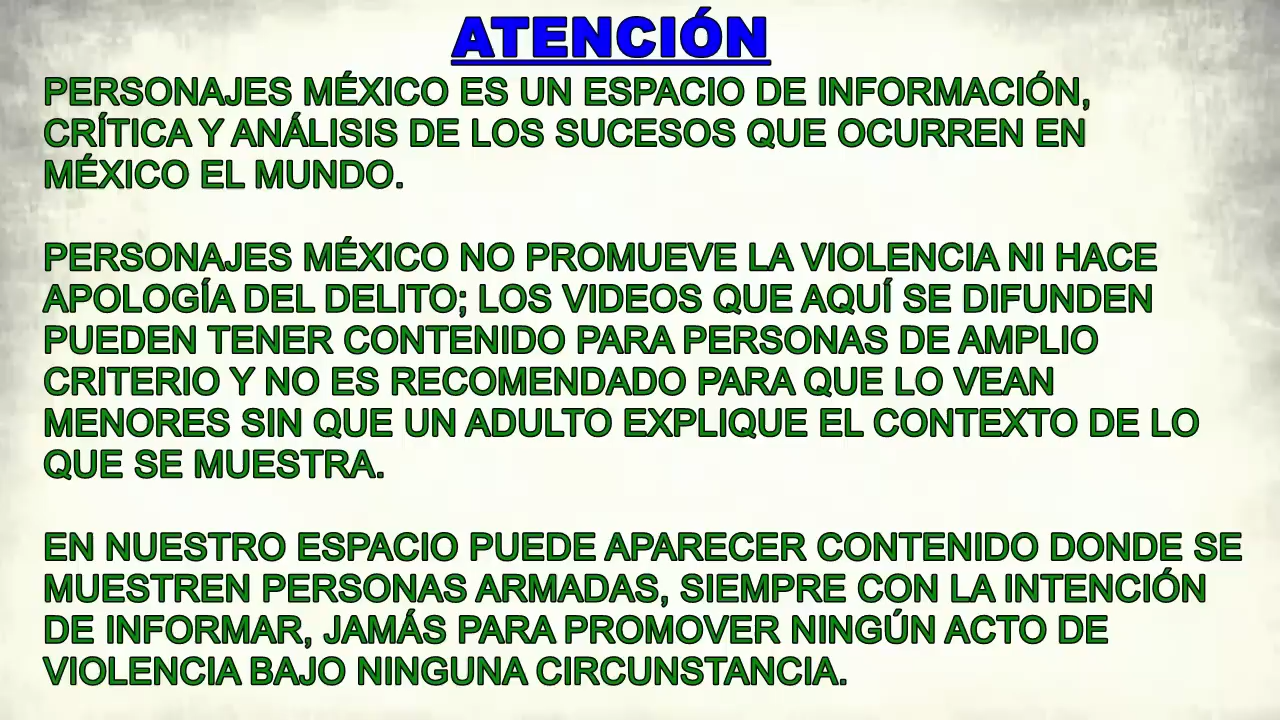 ATENCIÓN
PERSONAJES MÉXICO ES UN ESPACIO DE INFORMACIÓN,
CRÍTICA Y ANÁLISIS DE LOS SUCESOS QUE OCURREN EN
MÉXICO EL MUNDO.
PERSONAJES MÉXICO NO PROMUEVE LA VIOLENCIA NI HACE
APOLOGÍA DEL DELITO; LOS VIDEOS QUE AQUÍ SE DIFUNDEN
PUEDEN TENER CONTENIDO PARA PERSONAS DE AMPLIO
CRITERIO Y NO ES RECOMENDADO PARA QUE LO VEAN
MENORES SIN QUE UN ADULTO EXPLIQUE EL CONTEXTO DE LO
QUE SE MUESTRA.
EN NUESTRO ESPACIO PUEDE APARECER CONTENIDO DONDE SE
MUESTREN PERSONAS ARMADAS, SIEMPRE CON LA INTENCIÓN
DE INFORMAR, JAMÁS PARA PROMOVER NINGÚN ACTO DE
VIOLENCIA BAJO NINGUNA CIRCUNSTANCIA.